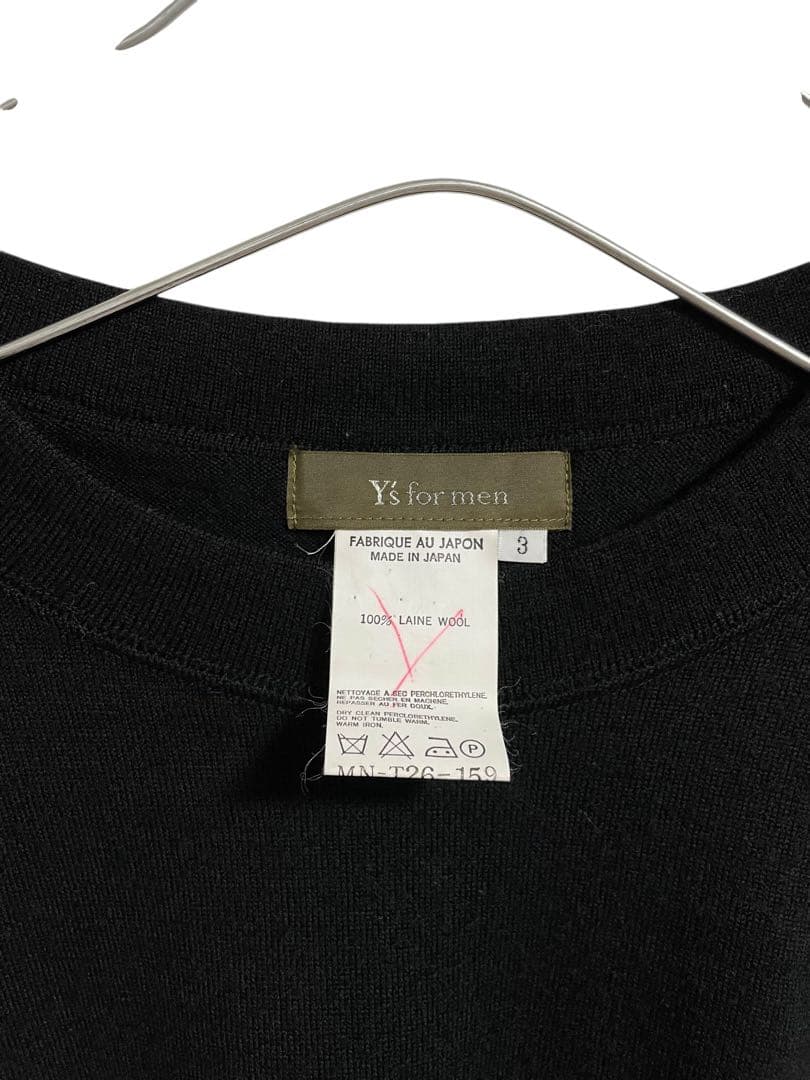 Y's for men
3
FABRIQUE AU JAPON
MADE IN JAPAN
100% LAINE WOOL
NETTOYAGE A SEC PERCHLORETHYLENE.
NE PAS SECHER EN MACHINE.
REPASSER AU FER DOUX.
DRY CLEAN PERCLORETHYLENE.
DO NOT TUMBLE WARM.
WARM IRON.
P
MN-T26-159